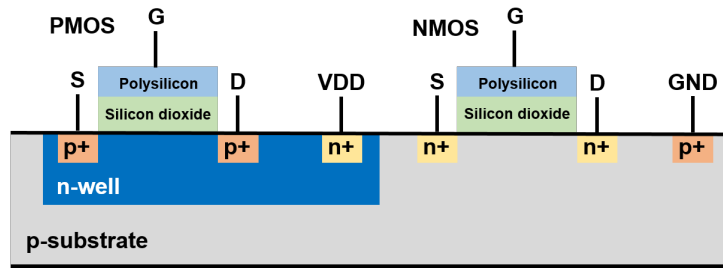 PMOS
G
NMOS
G
S
Polysilicon
D
VDD
S
Polysilicon
D
GND
Silicon dioxide
Silicon dioxide
p+
p+
n+
n+
n+
p+
n-well
p-substrate